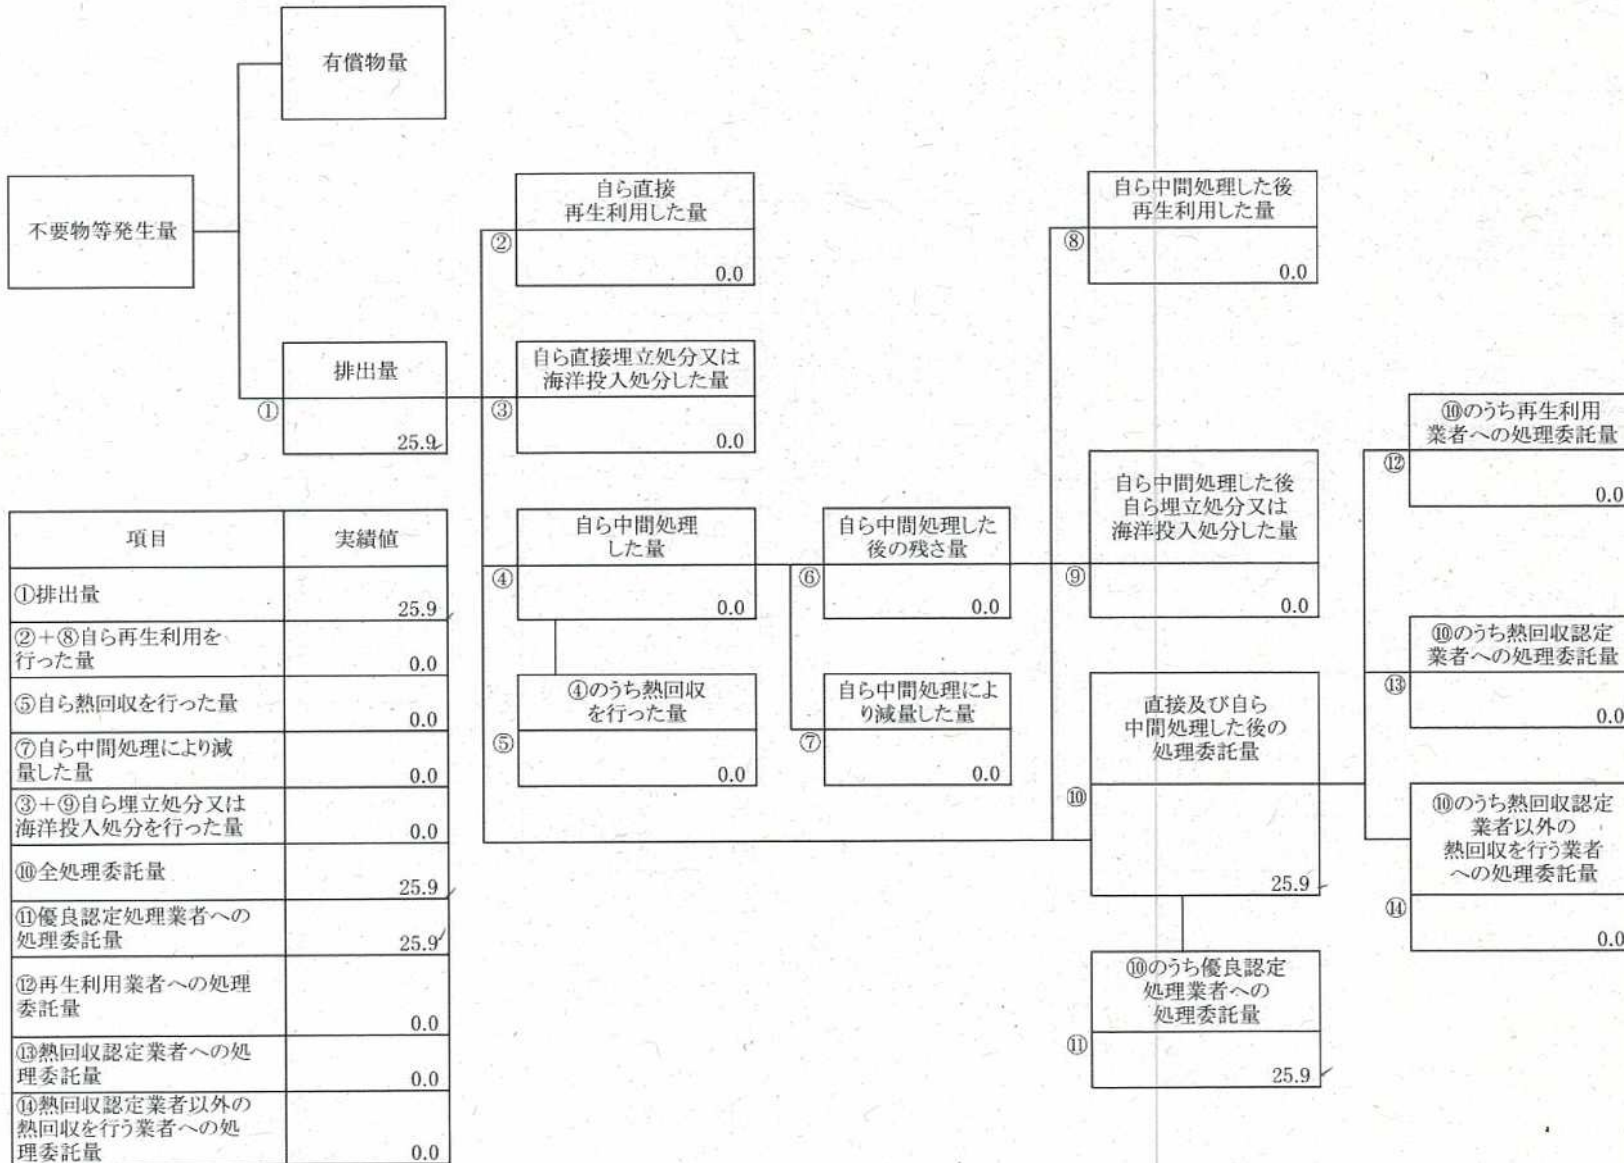 有償物量
不要物等発生量
排出量
①
25.9
自ら直接
再生利用した量
②
0.0
自ら直接埋立処分又は
海洋投入処分した量
③
0.0
自ら中間処理
した量
④
0.0
④のうち熱回収
を行った量
⑤
0.0
自ら中間処理した
後の残さ量
⑥
0.0
自ら中間処理によ
り減量した量
⑦
0.0
自ら中間処理した後
再生利用した量
⑧
0.0
自ら中間処理した後
自ら埋立処分又は
海洋投入処分した量
⑨
0.0
直接及び自ら
中間処理した後の
処理委託量
⑩
25.9
⑩のうち優良認定
処理業者への
処理委託量
⑪
25.9
⑩のうち再生利用
業者への処理委託量
⑫
0.0
⑩のうち熱回収認定
業者への処理委託量
⑬
0.0
⑩のうち熱回収認定
業者以外の
熱回収を行う業者
への処理委託量
⑭
0.0
項目 実績値
①排出量 25.9
②+⑧自ら再生利用を
行った量 0.0
⑤自ら熱回収を行った量 0.0
⑦自ら中間処理により減
量した量 0.0
③+⑨自ら埋立処分又は
海洋投入処分を行った量 0.0
⑩全処理委託量 25.9
⑪優良認定処理業者への
処理委託量 25.9
⑫再生利用業者への処理
委託量 0.0
⑬熱回収認定業者への処
理委託量 0.0
⑭熱回収認定業者以外の
熱回収を行う業者への処
理委託量 0.0